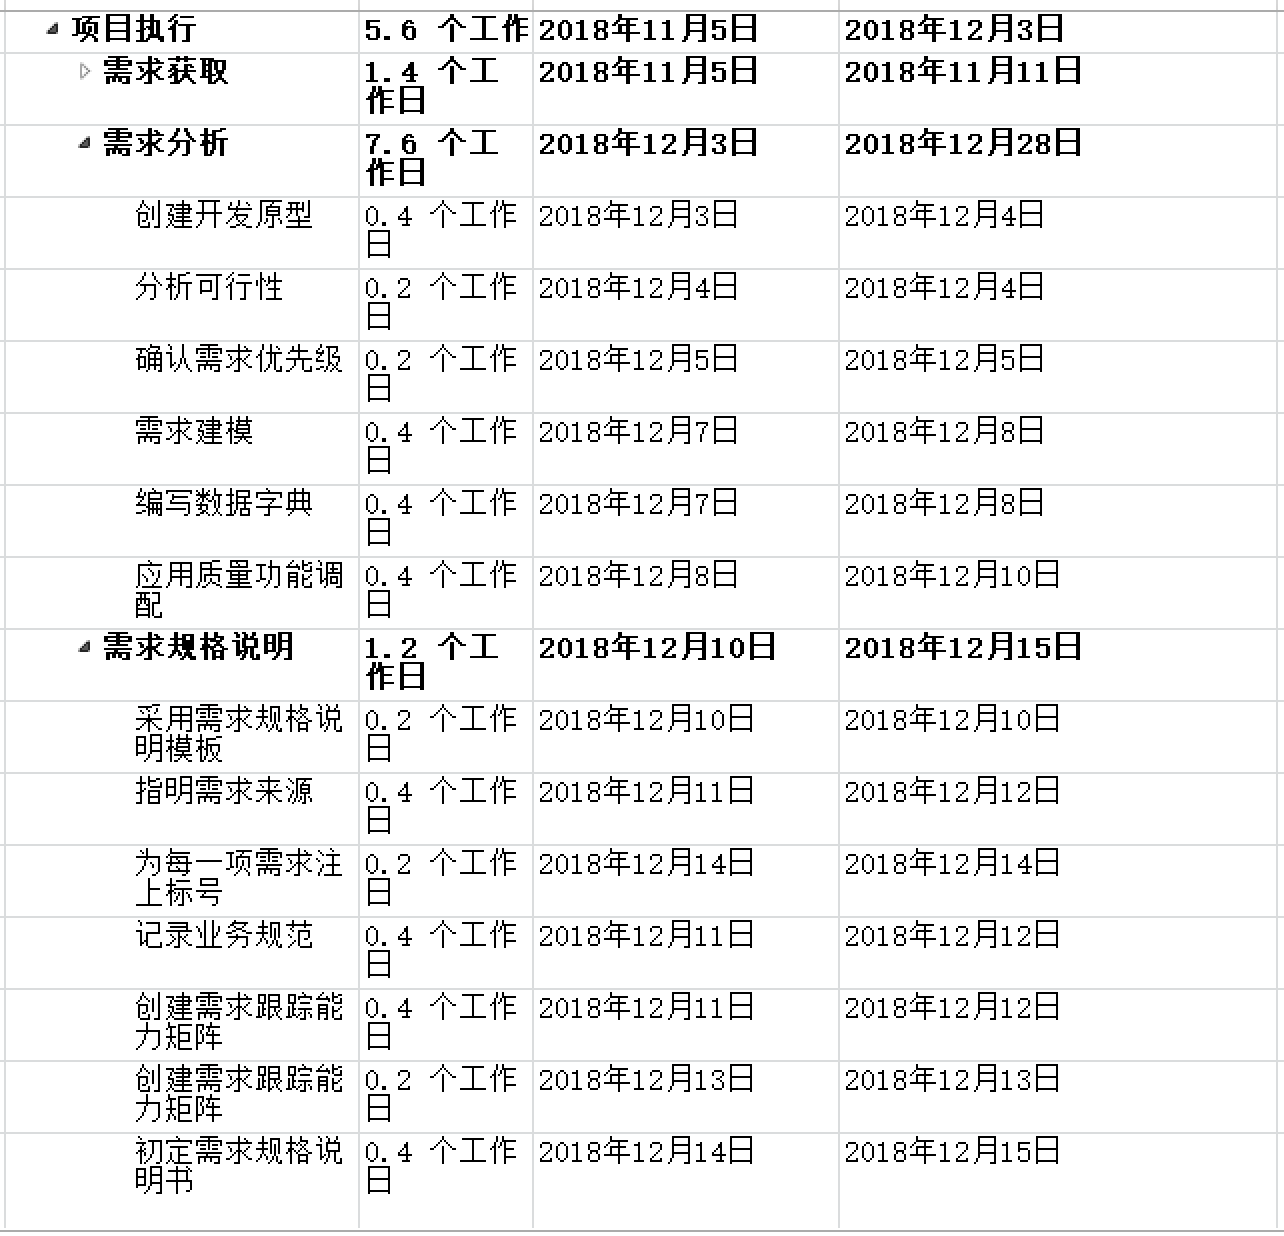 项目执行 5.6 个工作 2018年11月5日 2018年12月3日
需求获取 1.4 个工 2018年11月5日 2018年11月11日
作日
需求分析 7.6 个工 2018年12月3日 2018年12月28日
作日
创建开发原型 0.4 个工作 2018年12月3日 2018年12月4日
日
分析可行性 0.2 个工作 2018年12月4日 2018年12月4日
日
确认需求优先级 0.2 个工作 2018年12月5日 2018年12月5日
日
需求建模 0.4 个工作 2018年12月7日 2018年12月8日
日
编写数据字典 0.4 个工作 2018年12月7日 2018年12月8日
日
应用质量功能调 0.4 个工作 2018年12月8日 2018年12月10日
配 日
需求规格说明 1.2 个工 2018年12月10日 2018年12月15日
作日
采用需求规格说 0.2 个工作 2018年12月10日 2018年12月10日
明模板 日
指明需求来源 0.4 个工作 2018年12月11日 2018年12月12日
日
为每一项需求注 0.2 个工作 2018年12月14日 2018年12月14日
上标号 日
记录业务规范 0.4 个工作 2018年12月11日 2018年12月12日
日
创建需求跟踪能 0.4 个工作 2018年12月11日 2018年12月12日
力矩阵 日
创建需求跟踪能 0.2 个工作 2018年12月13日 2018年12月13日
力矩阵 日
初定需求规格说 0.4 个工作 2018年12月14日 2018年12月15日
明书 日